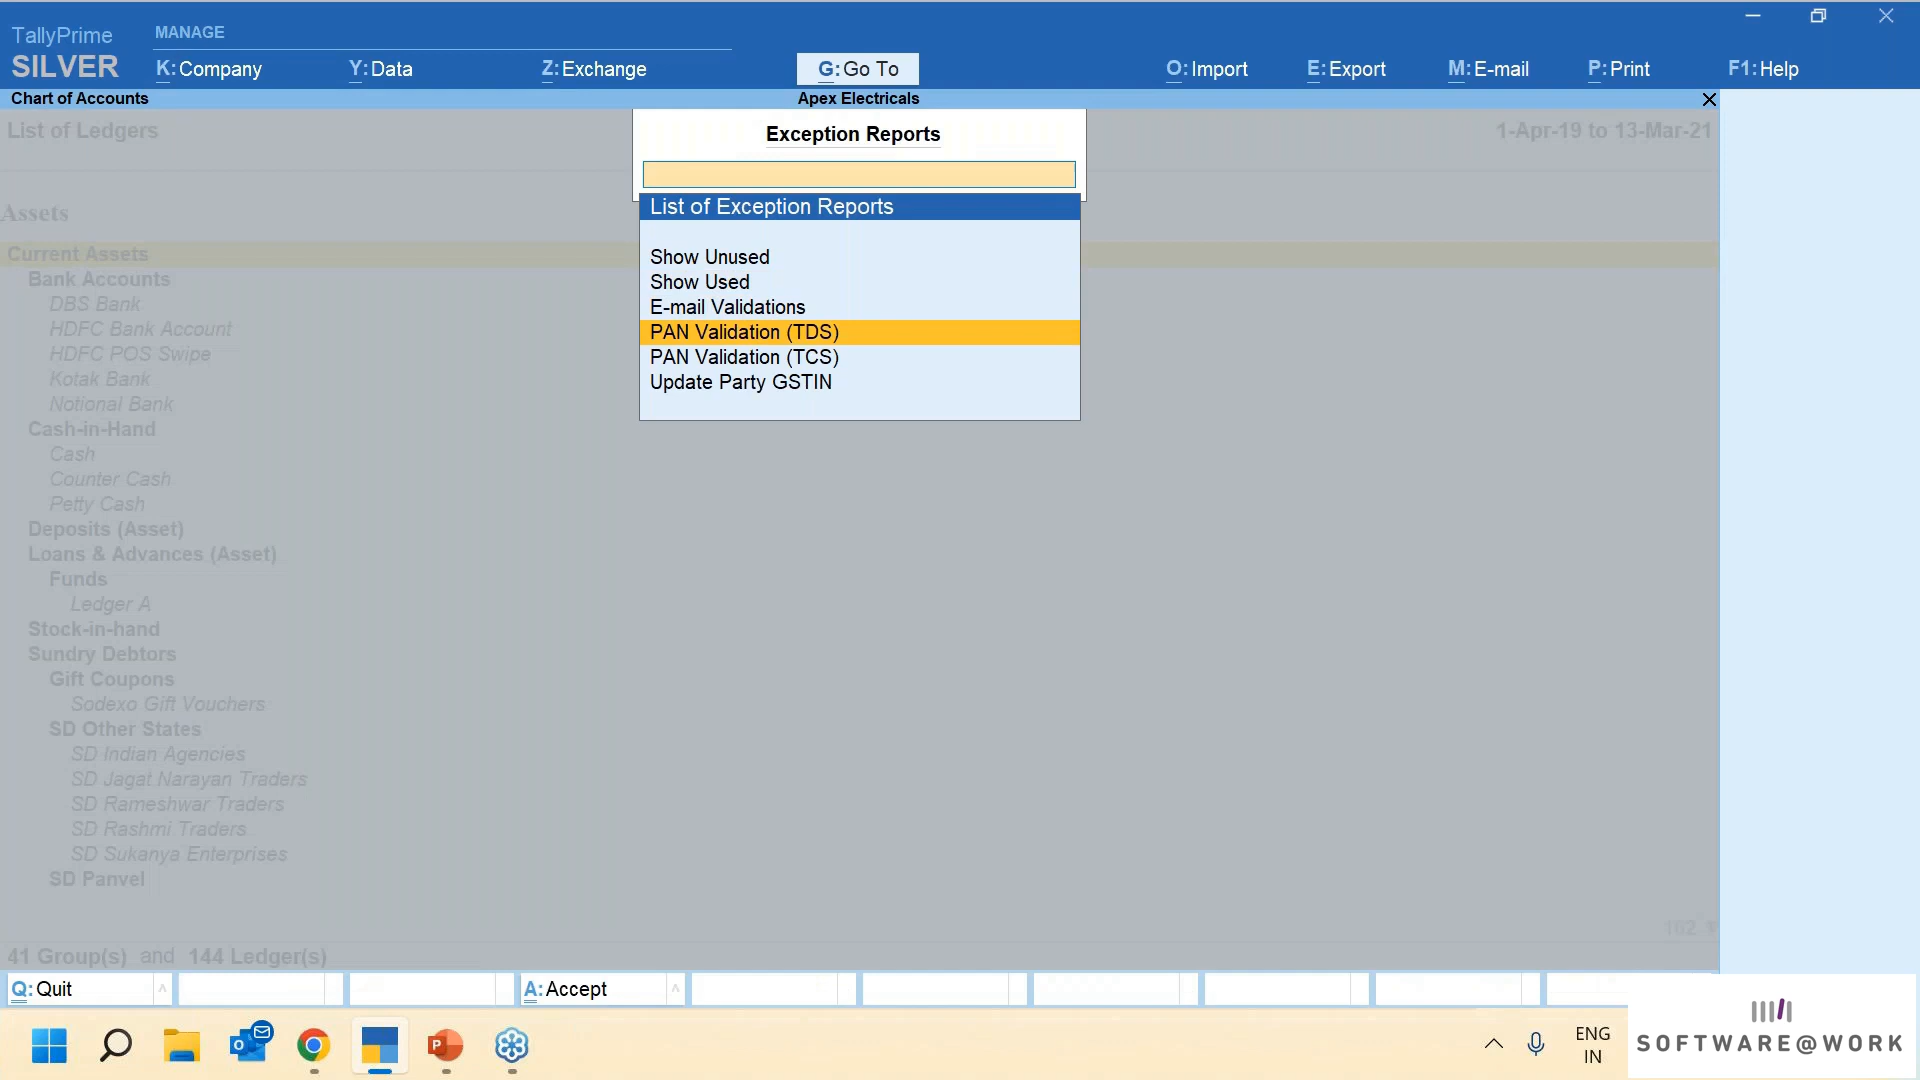 TallyPrime
SILVER
MANAGE
K:Company
Y:Data
Z:Exchange
G:Go To
O:Import
E:Export
M:E-mail
P:Print
F1:Help
Chart of Accounts
Apex Electricals
List of Ledgers
1-Apr-19 to 13-Mar-21
Exception Reports
List of Exception Reports
Show Unused
Show Used
E-mail Validations
PAN Validation (TDS)
PAN Validation (TCS)
Update Party GSTIN
Assets
Current Assets
Bank Accounts
DBS Bank
HDFC Bank Account
HDFC POS Swipe
Kotak Bank
Notional Bank
Cash-in-Hand
Cash
Counter Cash
Petty Cash
Deposits (Asset)
Loans & Advances (Asset)
Funds
Ledger A
Stock-in-hand
Sundry Debtors
Gift Coupons
Sodexo Gift Vouchers
SD Other States
SD Indian Agencies
SD Jagat Narayan Traders
SD Rameshwar Traders
SD Rashmi Traders
SD Sukanya Enterprises
SD Panvel
41 Group(s) and 144 Ledger(s)
Q:Quit
A:Accept
ENG
IN
SOFTWARE@WORK